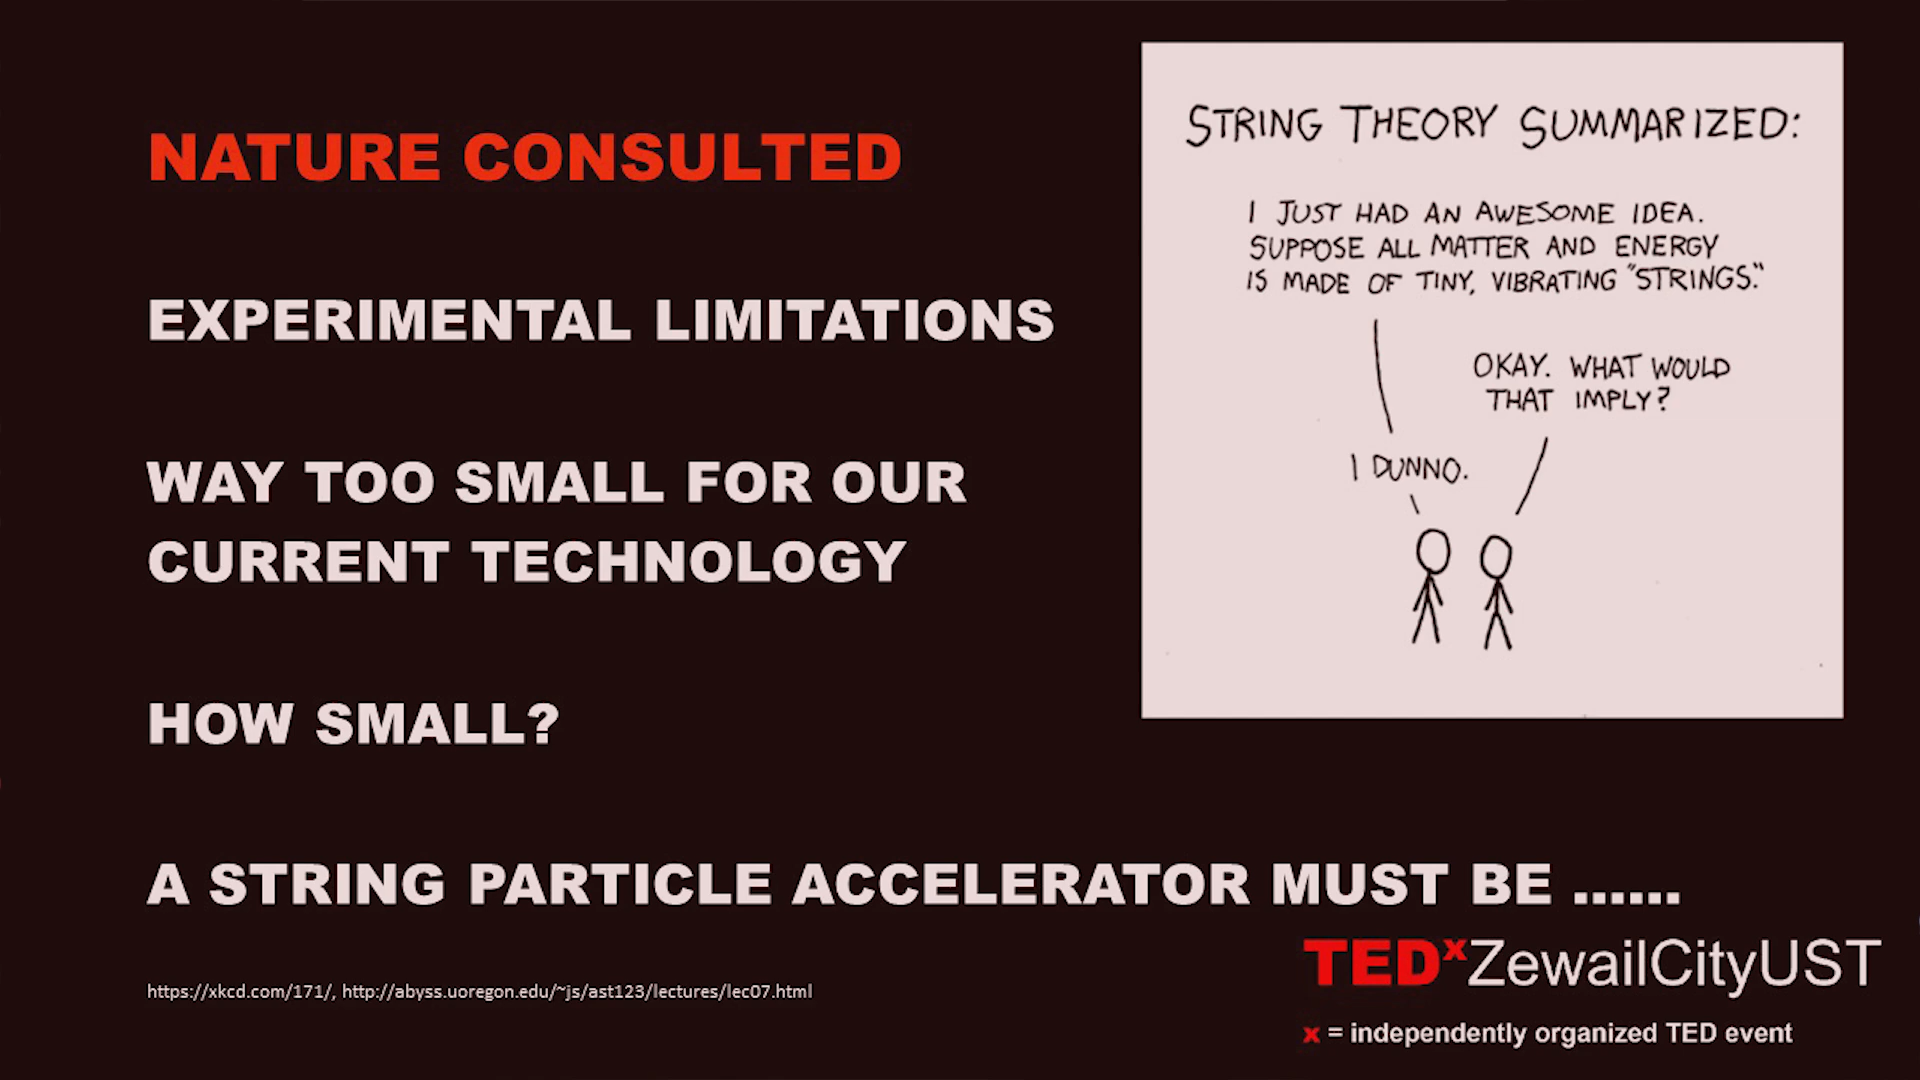 NATURE CONSULTED
EXPERIMENTAL LIMITATIONS
WAY TOO SMALL FOR OUR
CURRENT TECHNOLOGY
HOW SMALL?
A STRING PARTICLE ACCELERATOR MUST BE ......
https://xkcd.com/171/, http://abyss.uoregon.edu/~js/ast123/lectures/lec07.html
STRING THEORY SUMMARIZED:
I JUST HAD AN AWESOME IDEA.
SUPPOSE ALL MATTER AND ENERGY
IS MADE OF TINY, VIBRATING "STRINGS."
OKAY. WHAT WOULD
THAT IMPLY?
I DUNNO.
TEDxZewailCityUST
x = independently organized TED event